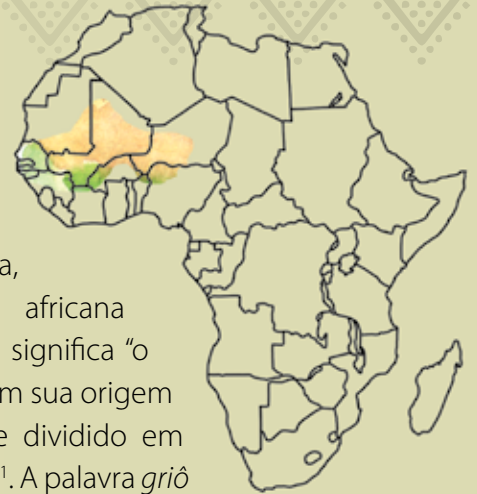 a,
africana
significa “o
m sua origem
e dividido em
¹. A palavra griô